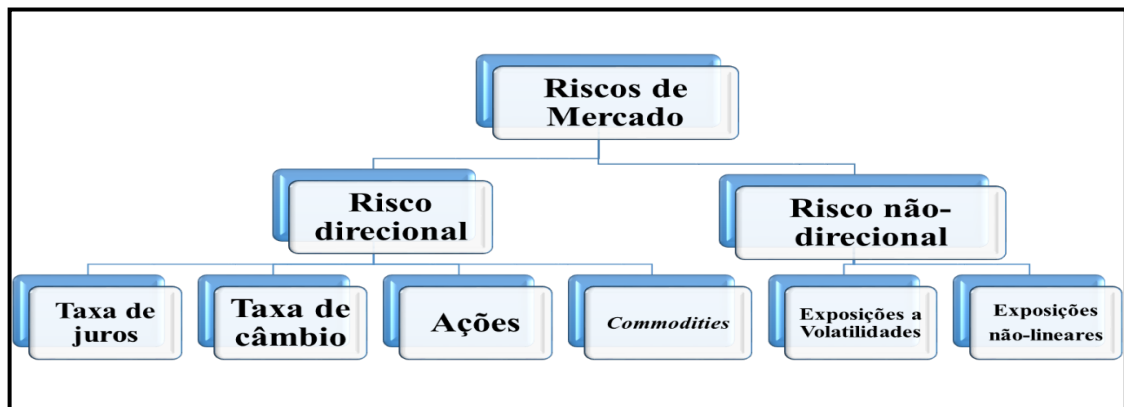 Riscos de
Mercado
Risco
direcional
Risco não-
direcional
Taxa de
juros
Taxa de
câmbio
Ações
Commodities
Exposições a
Volatilidades
Exposições
não-lineares